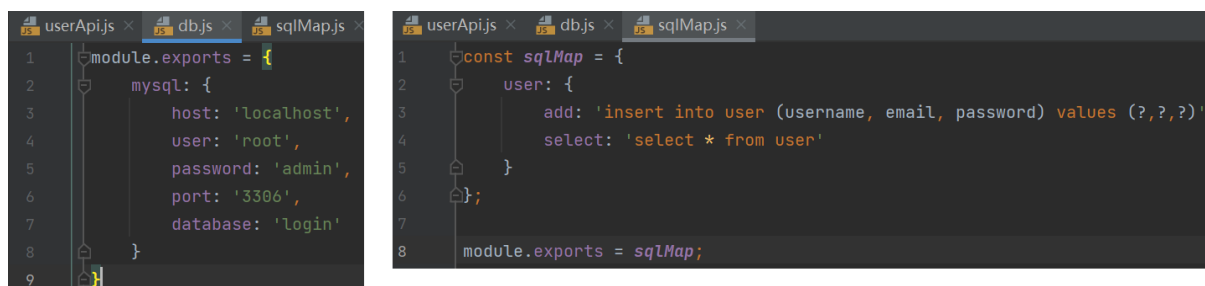 userApi.js × db.js × sqlMap.js ×
1 module.exports = {
2 mysql: {
3 host: 'localhost',
4 user: 'root',
5 password: 'admin',
6 port: '3306',
7 database: 'login'
8 }
9 }
userApi.js × db.js × sqlMap.js ×
1 const sqlMap = {
2 user: {
3 add: 'insert into user (username, email, password) values (?,?,?)'
4 select: 'select * from user'
5 }
6 };
7
8 module.exports = sqlMap;